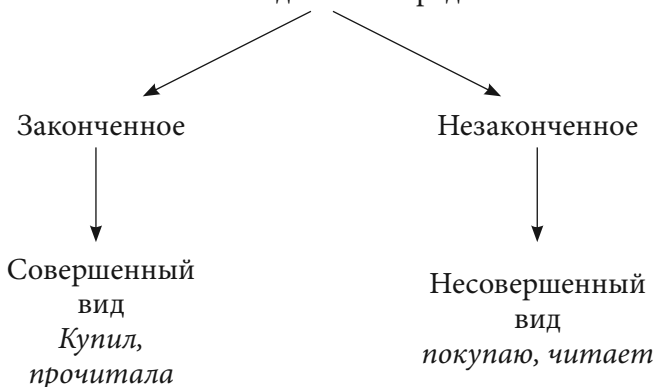 Законченное
Незаконченное
Совершенный
вид
Купил,
прочитала
Несовершенный
вид
покупаю, читает